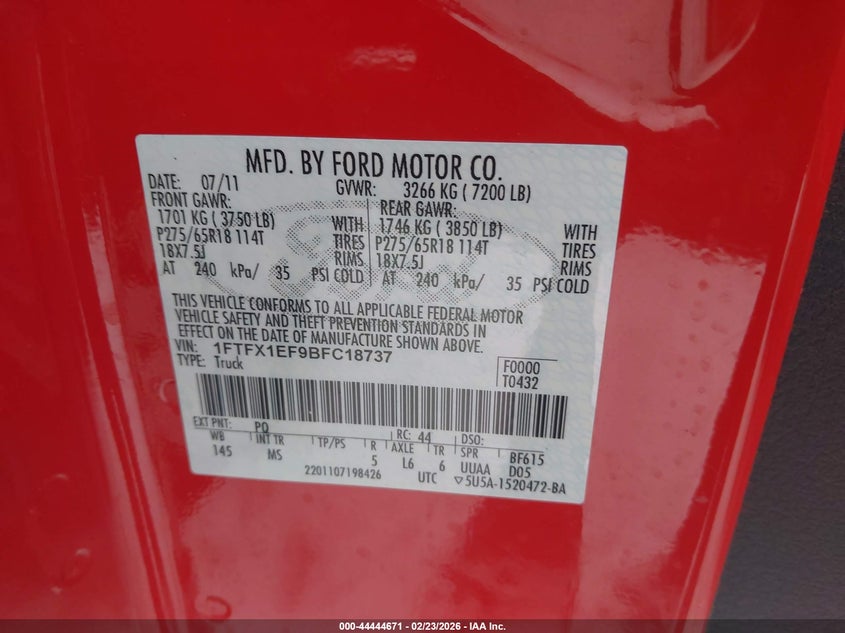 MFD. BY FORD MOTOR CO.
DATE: 07/11 GVWR: 3266 KG ( 7200 LB)
FRONT GAWR: REAR GAWR:
1701 KG ( 3750 LB) WITH 1746 KG ( 3850 LB) WITH
P275/65R18 114T TIRES P275/65R18 114T TIRES
18X7.5J RIMS 18X7.5J RIMS
AT 240 kPa/ 35 PSI COLD AT 240 kPa/ 35 PSI COLD
THIS VEHICLE CONFORMS TO ALL APPLICABLE FEDERAL MOTOR
VEHICLE SAFETY AND THEFT PREVENTION STANDARDS IN
EFFECT ON THE DATE OF MANUFACTURE SHOWN ABOVE.
VIN: 1FTFX1EF9BFC18737 F0000
TYPE: Truck T0432
EXT PNT: PQ RC: 44 DSO:
WB INT TR TP/PS R AXLE TR SPR BF615
145 MS 5 L6 6 UUAA D05
2201107198426 UTC ▽5U5A-1520472-BA
000-44444671 | 02/23/2026 - IAA Inc.